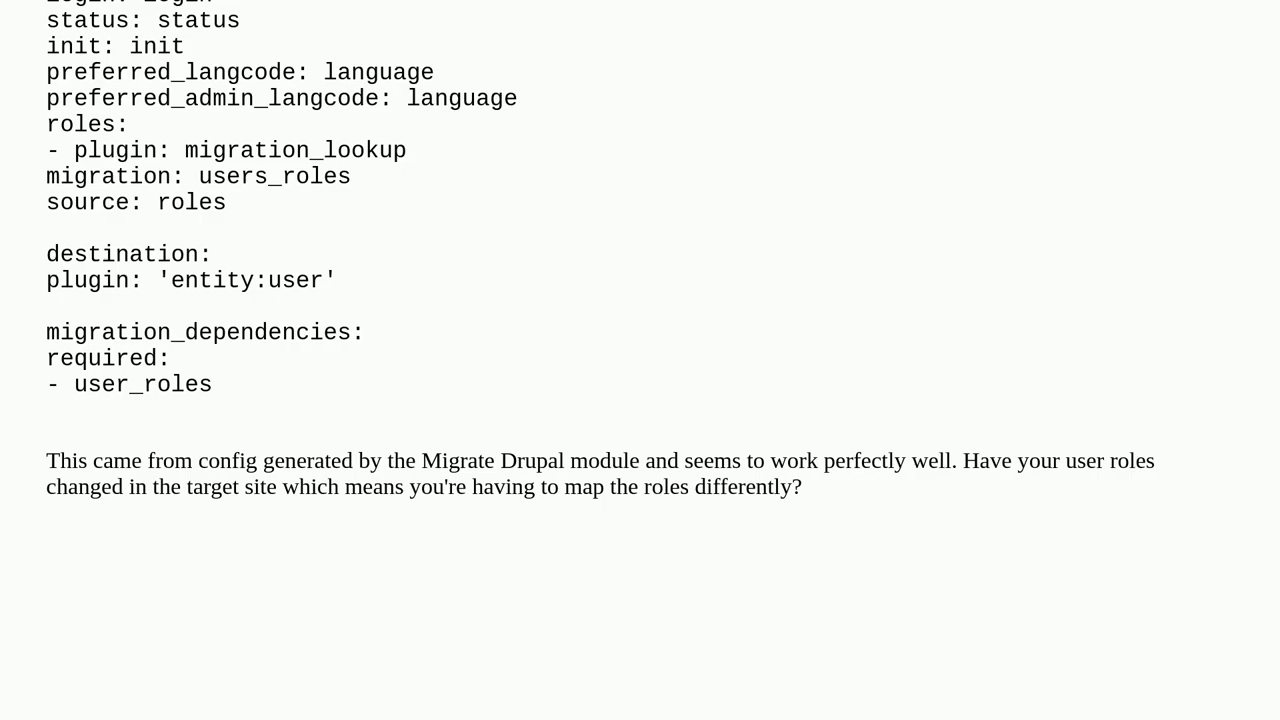 login: login
status: status
init: init
preferred_langcode: language
preferred_admin_langcode: language
roles:
- plugin: migration_lookup
migration: users_roles
source: roles
destination:
plugin: 'entity:user'
migration_dependencies:
required:
- user_roles
This came from config generated by the Migrate Drupal module and seems to work perfectly well. Have your user roles
changed in the target site which means you're having to map the roles differently?